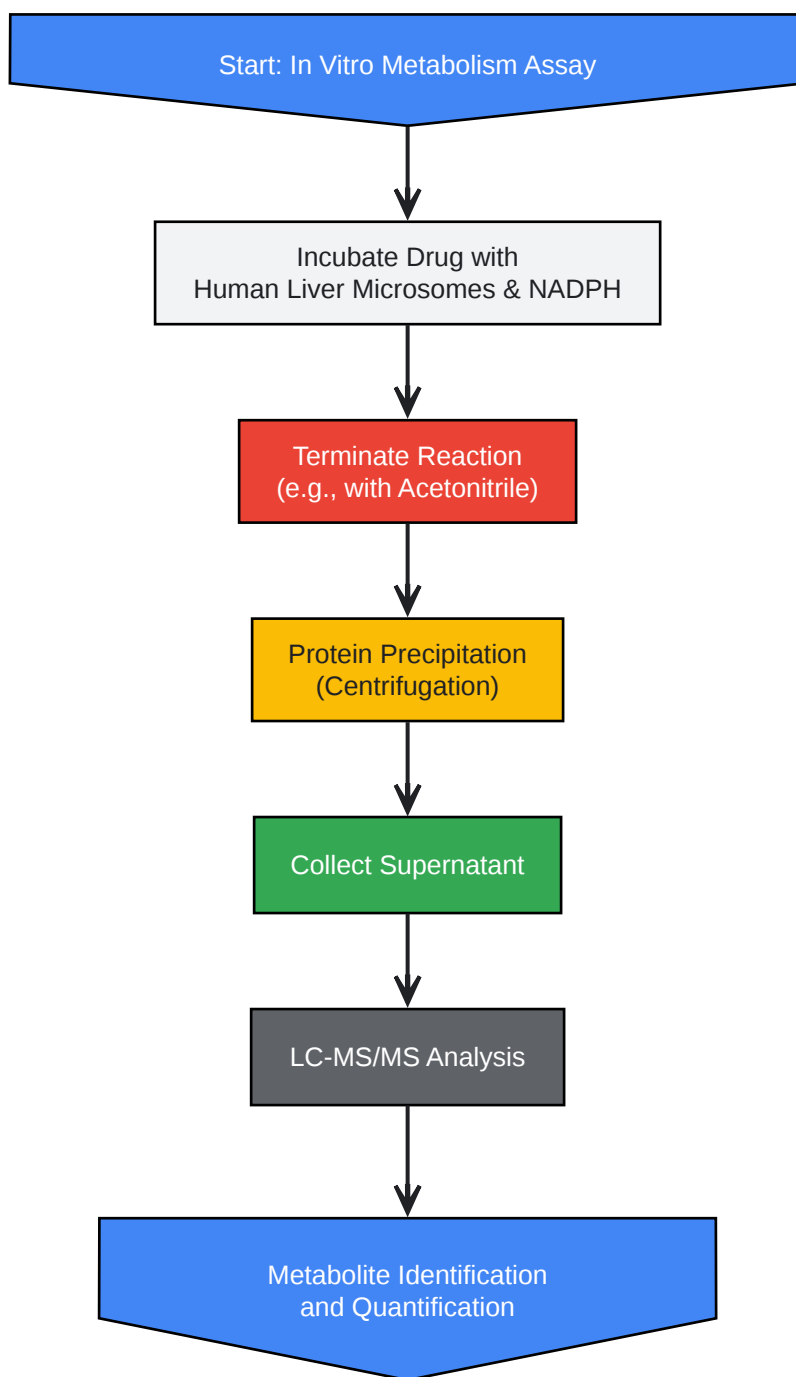 Start: In Vitro Metabolism Assay
Incubate Drug with
Human Liver Microsomes & NADPH
Terminate Reaction
(e.g., with Acetonitrile)
Protein Precipitation
(Centrifugation)
Collect Supernatant
LC-MS/MS Analysis
Metabolite Identification
and Quantification